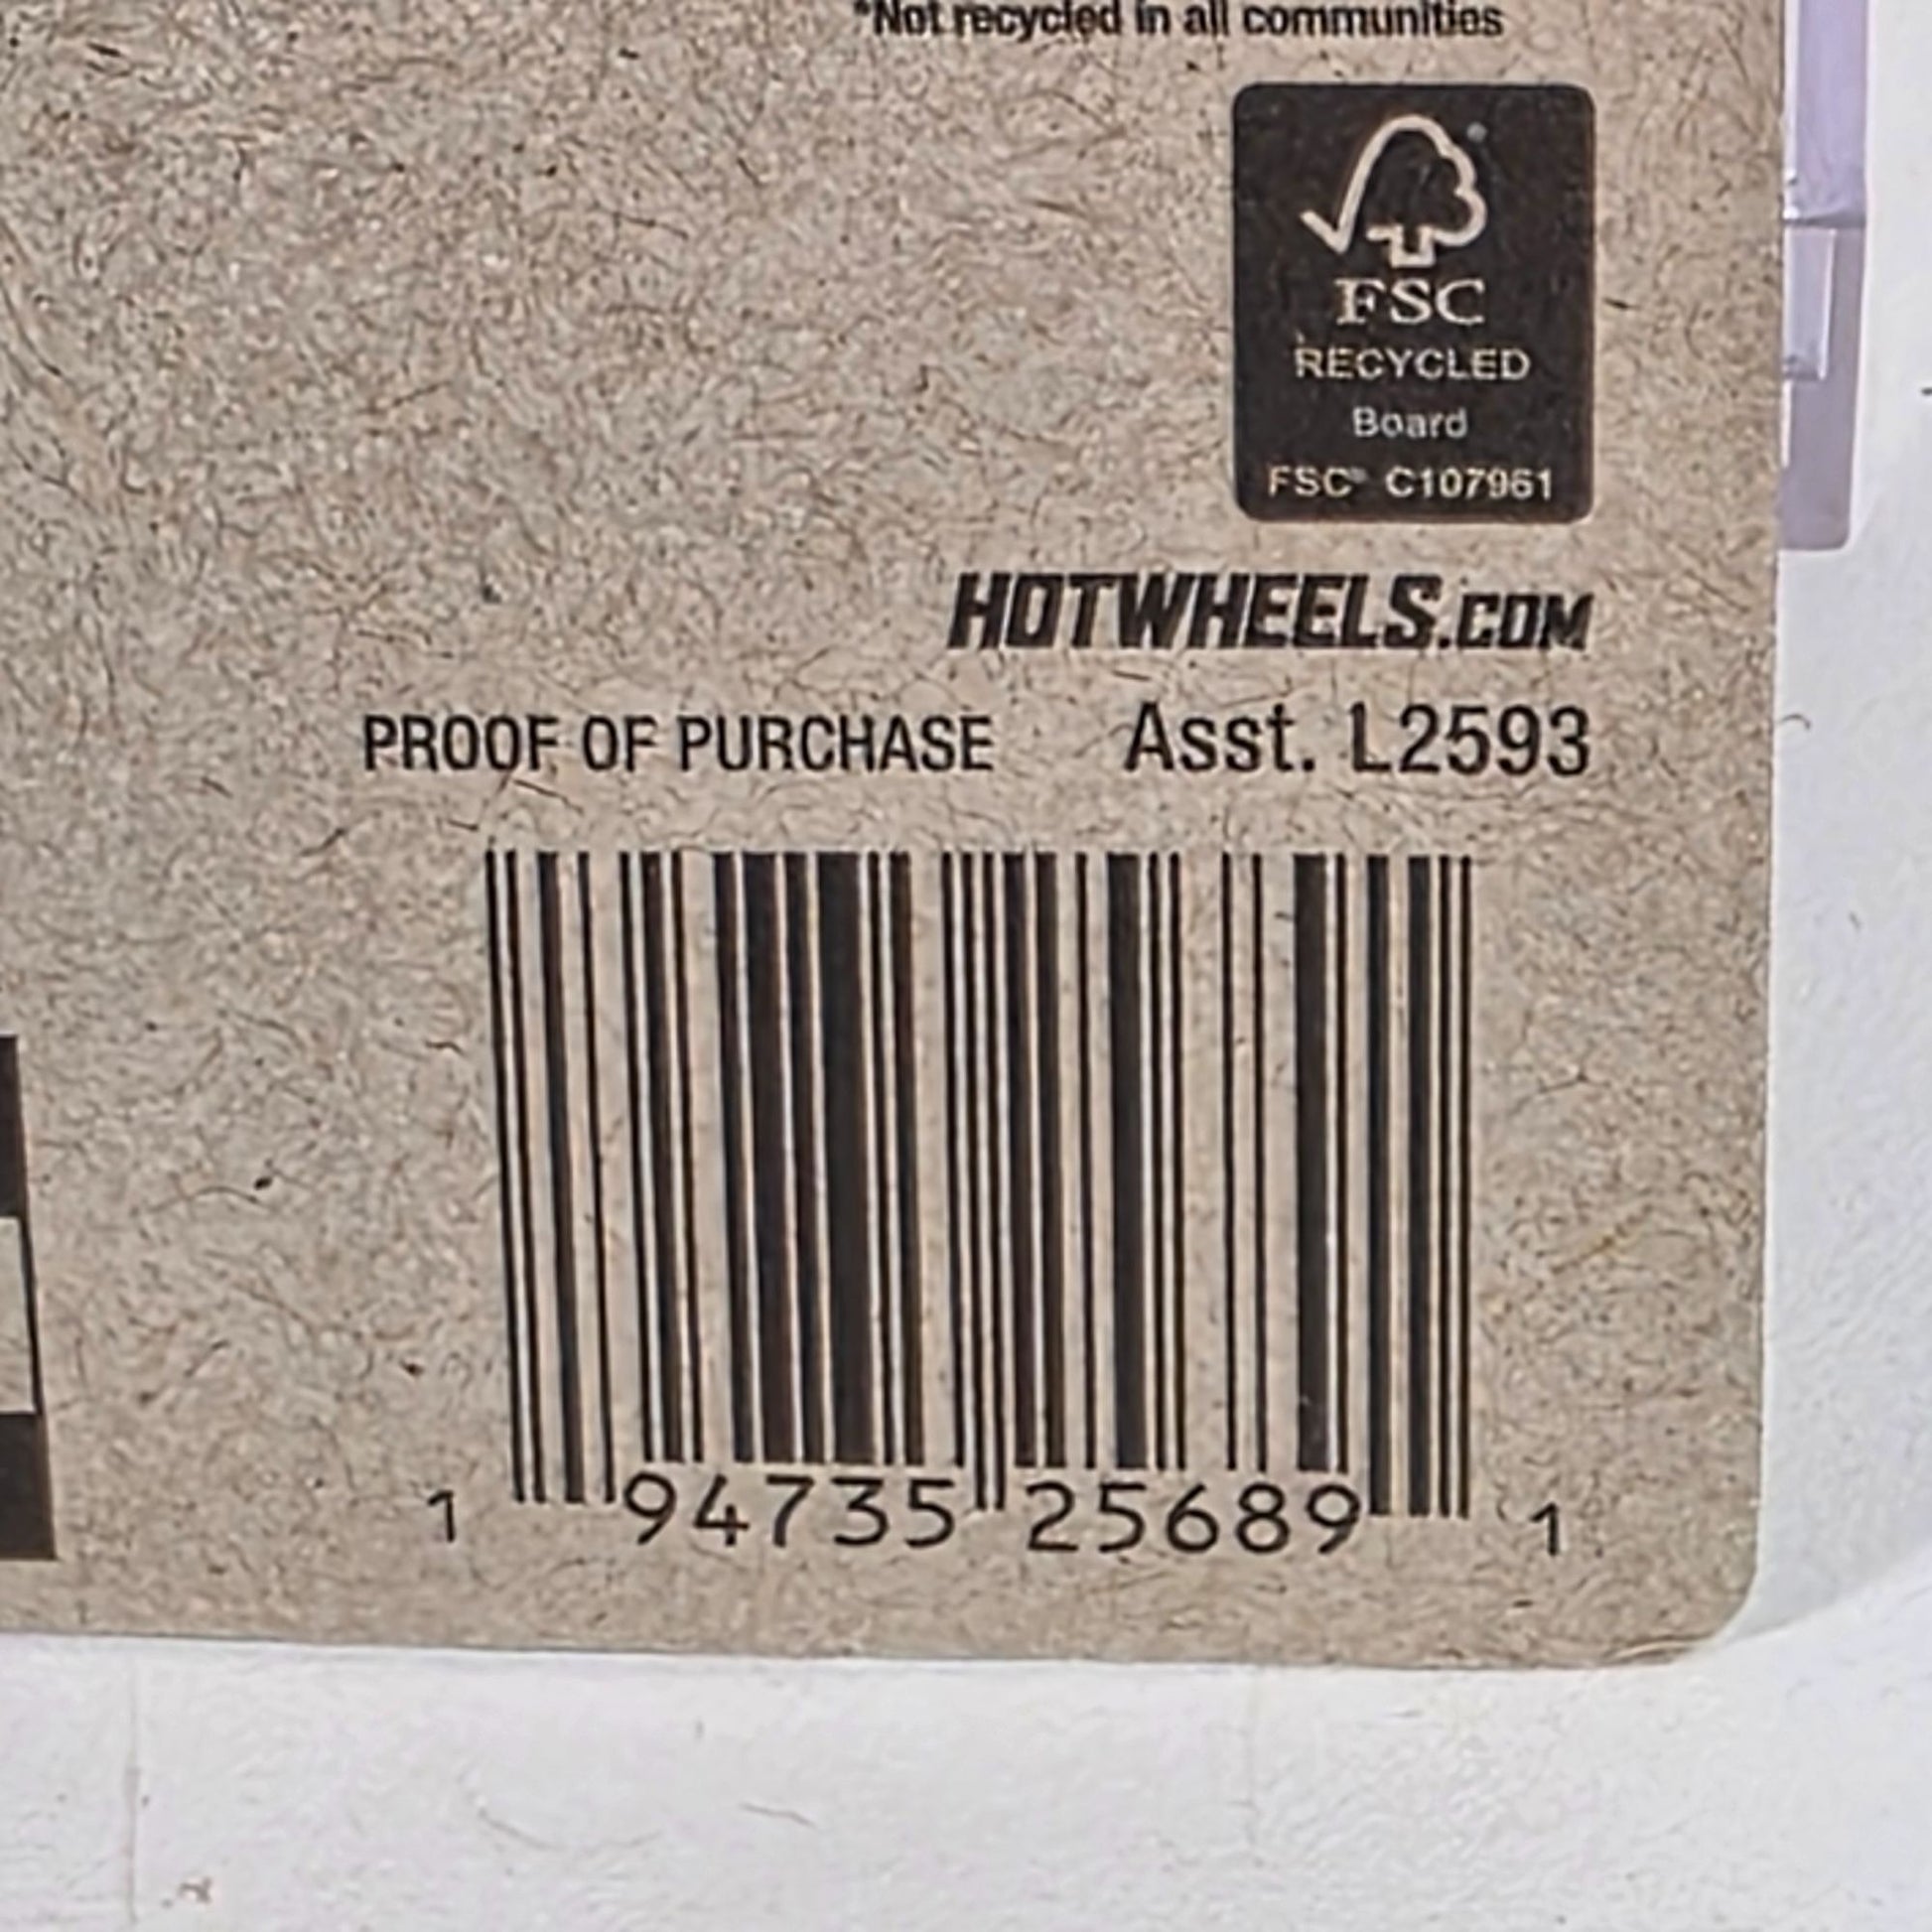 *Not recycled in all communities
®
FSC
RECYCLED
Board
FSC® C107961
HOTWHEELS.COM
PROOF OF PURCHASE Asst. L2593
1 94735 25689 1